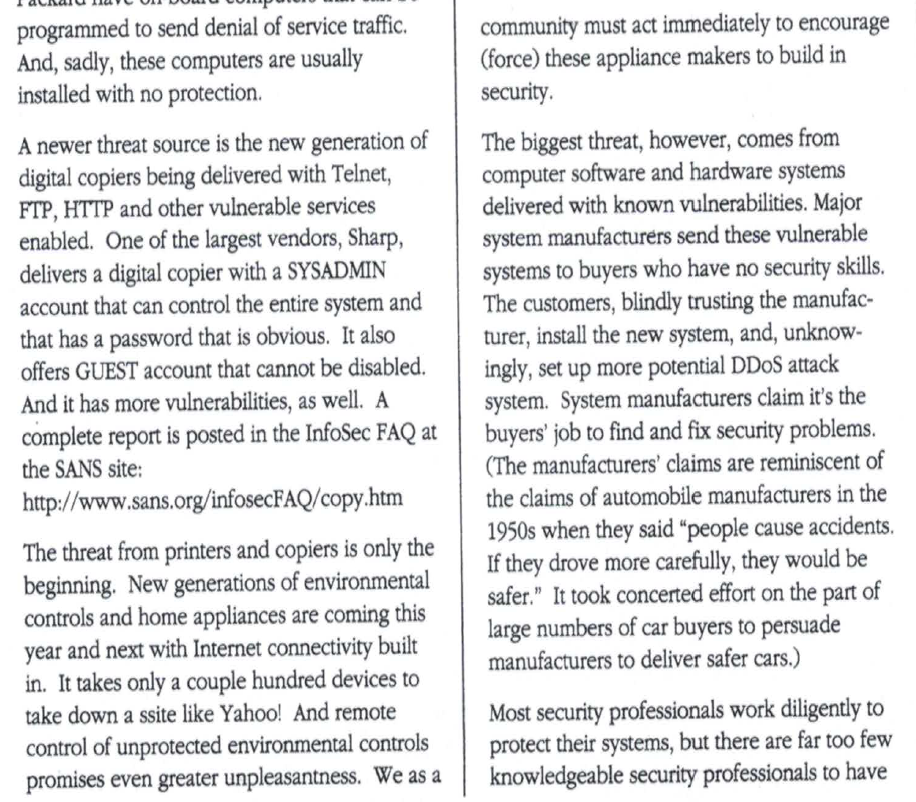 programmed to send denial of service traffic.
And, sadly, these computers are usually
installed with no protection.
A newer threat source is the new generation of
digital copiers being delivered with Telnet,
FTP, HTTP and other vulnerable services
enabled.  One of the largest vendors, Sharp,
delivers a digital copier with a SYSADMIN
account that can control the entire system and
that has a password that is obvious.  It also
offers GUEST account that cannot be disabled.
And it has more vulnerabilities, as well.  A
complete report is posted in the InfoSec FAQ at
the SANS site:
http://www.sans.org/infosecFAQ/copy.htm
The threat from printers and copiers is only the
beginning.  New generations of environmental
controls and home appliances are coming this
year and next with Internet connectivity built
in.  It takes only a couple hundred devices to
take down a ssite like Yahoo!  And remote
control of unprotected environmental controls
promises even greater unpleasantness.  We as a
community must act immediately to encourage
(force) these appliance makers to build in
security.
The biggest threat, however, comes from
computer software and hardware systems
delivered with known vulnerabilities. Major
system manufacturers send these vulnerable
systems to buyers who have no security skills.
The customers, blindly trusting the manufac-
turer, install the new system, and, unknow-
ingly, set up more potential DDoS attack
system.  System manufacturers claim it's the
buyers' job to find and fix security problems.
(The manufacturers' claims are reminiscent of
the claims of automobile manufacturers in the
1950s when they said "people cause accidents.
If they drove more carefully, they would be
safer."  It took concerted effort on the part of
large numbers of car buyers to persuade
manufacturers to deliver safer cars.)
Most security professionals work diligently to
protect their systems, but there are far too few
knowledgeable security professionals to have